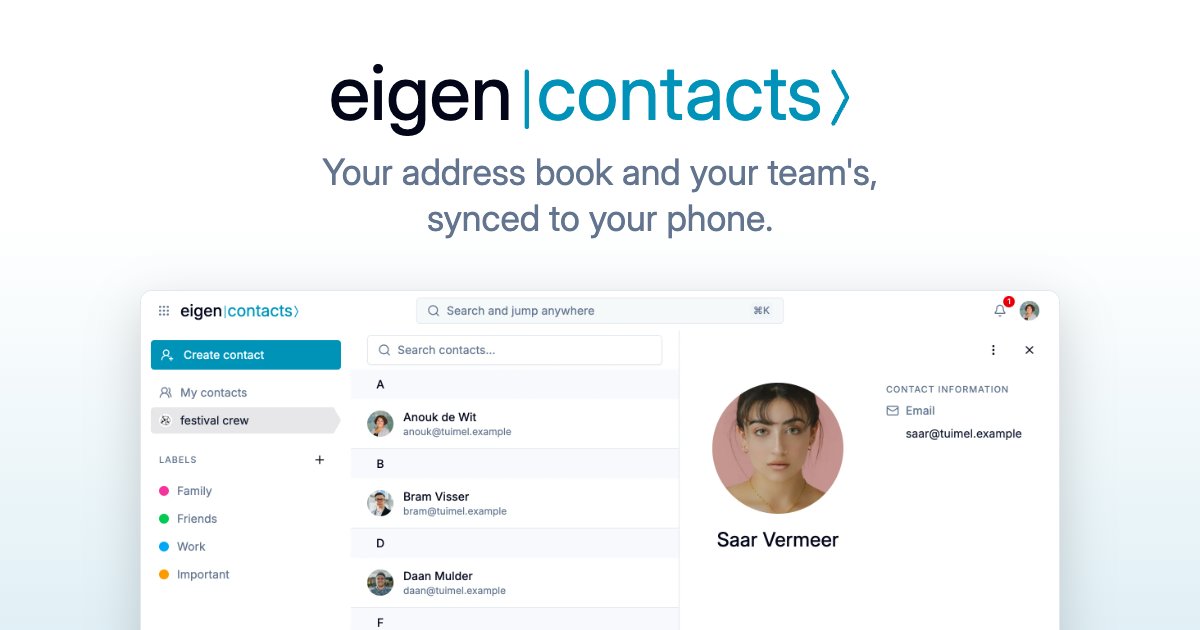 eigen|contacts⟩
Your address book and your team's,
synced to your phone.
eigen|contacts⟩
Search and jump anywhere
⌘K
1
Create contact
My contacts
festival crew
LABELS
+
Family
Friends
Work
Important
Search contacts...
A
Anouk de Wit
anouk@tuimel.example
B
Bram Visser
bram@tuimel.example
D
Daan Mulder
daan@tuimel.example
F
Saar Vermeer
CONTACT INFORMATION
Email
saar@tuimel.example